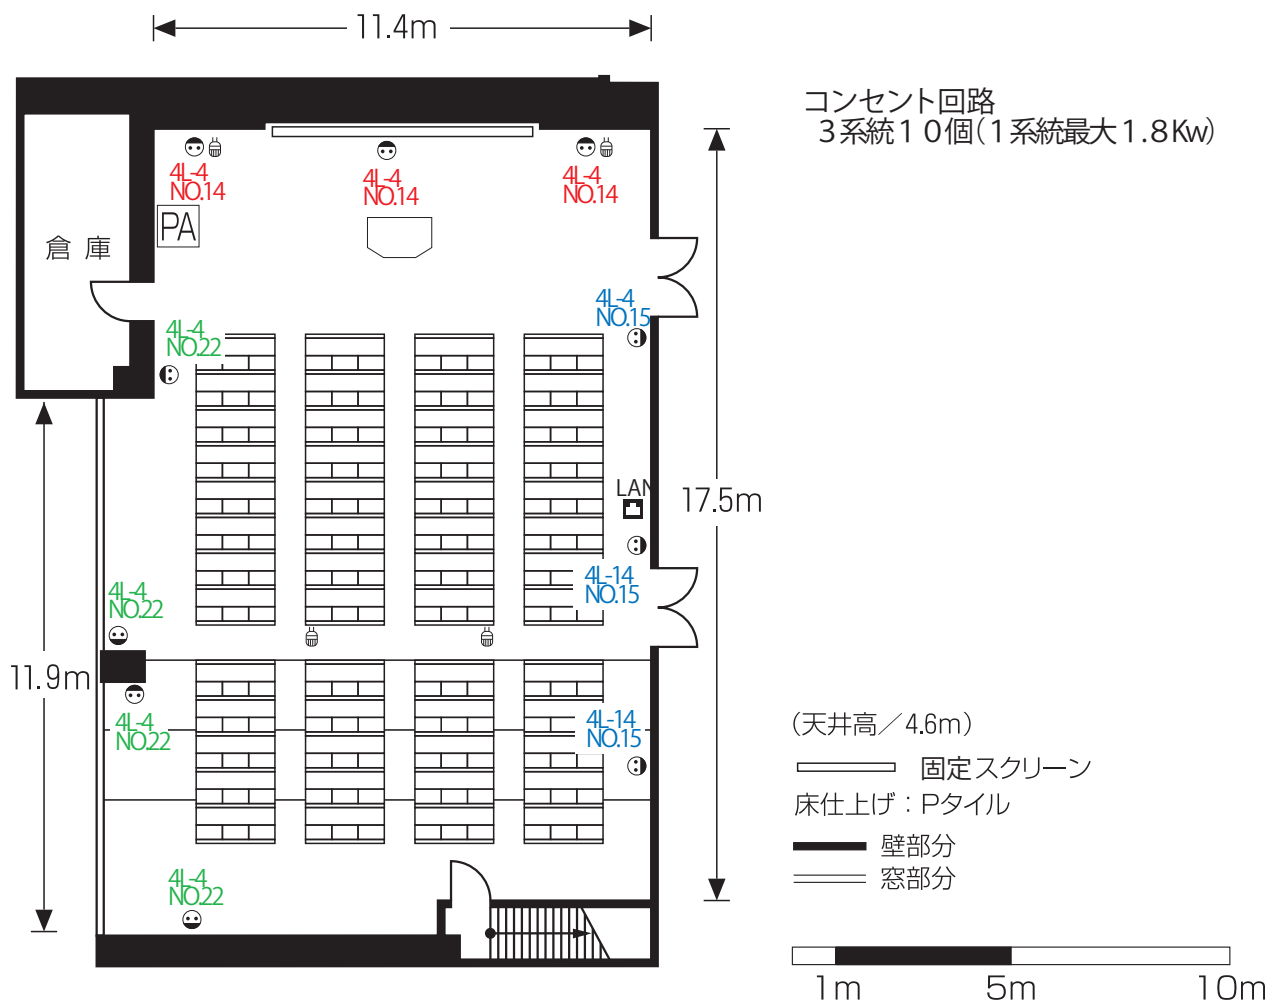 11.4m
コンセント回路
3系統10個(1系統最大1.8Kw)
4L-4
NO.14
4L-4
NO.14
4L-4
NO.14
PA
倉庫
4L-4
NO.15
4L-4
NO.22
LAN
17.5m
4L-14
NO.15
4L-4
NO.22
11.9m
4L-4
NO.22
4L-14
NO.15
(天井高/4.6m)
固定スクリーン
床仕上げ:Pタイル
壁部分
窓部分
4L-4
NO.22
1m 5m 10m